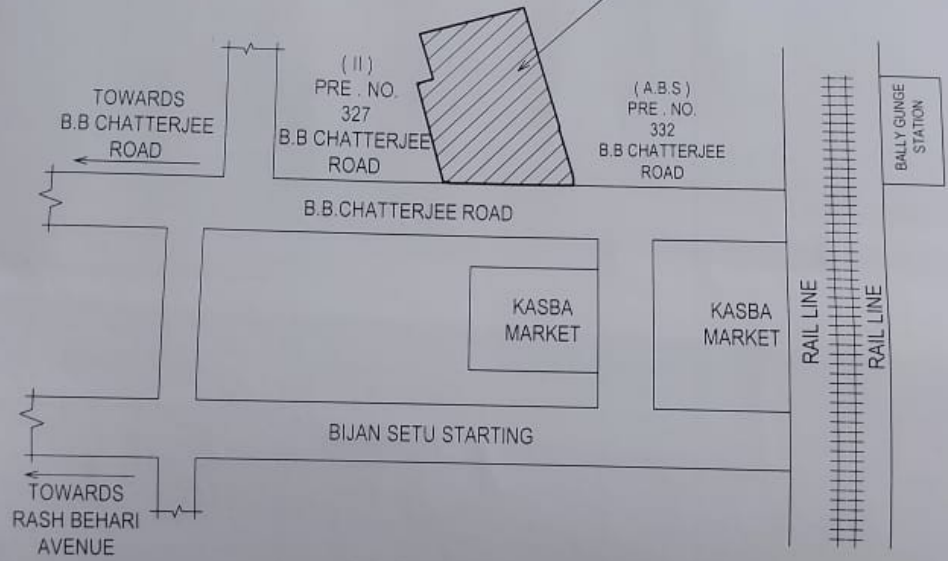 TOWARDS
B.B CHATTERJEE
ROAD
( II )
PRE . NO.
327
B.B CHATTERJEE
ROAD
( A.B.S )
PRE . NO.
332
B.B CHATTERJEE
ROAD
BALLY GUNGE
STATION
B.B.CHATTERJEE ROAD
KASBA
MARKET
KASBA
MARKET
RAIL LINE
RAIL LINE
BIJAN SETU STARTING
TOWARDS
RASH BEHARI
AVENUE